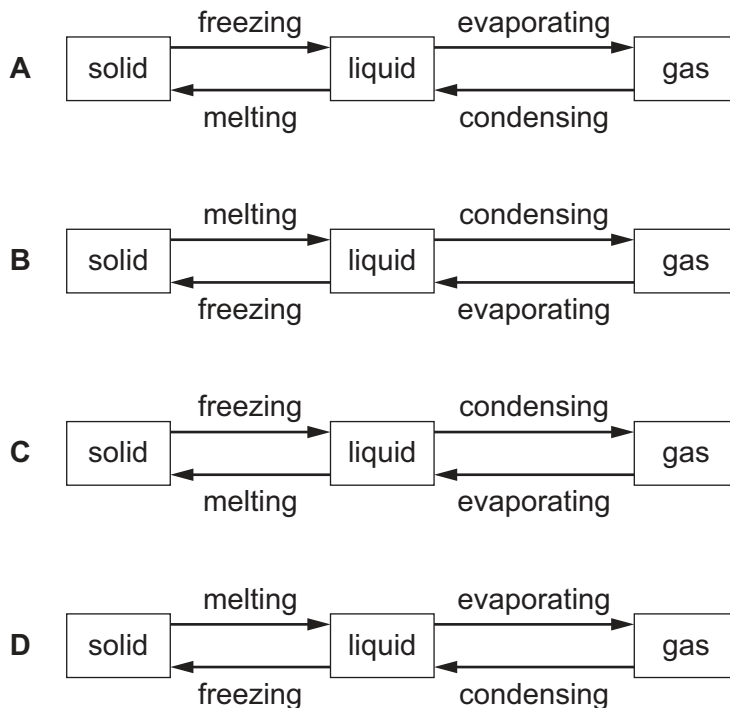 freezing evaporating
A solid liquid gas
melting condensing
melting condensing
B solid liquid gas
freezing evaporating
freezing condensing
C solid liquid gas
melting evaporating
melting evaporating
D solid liquid gas
freezing condensing